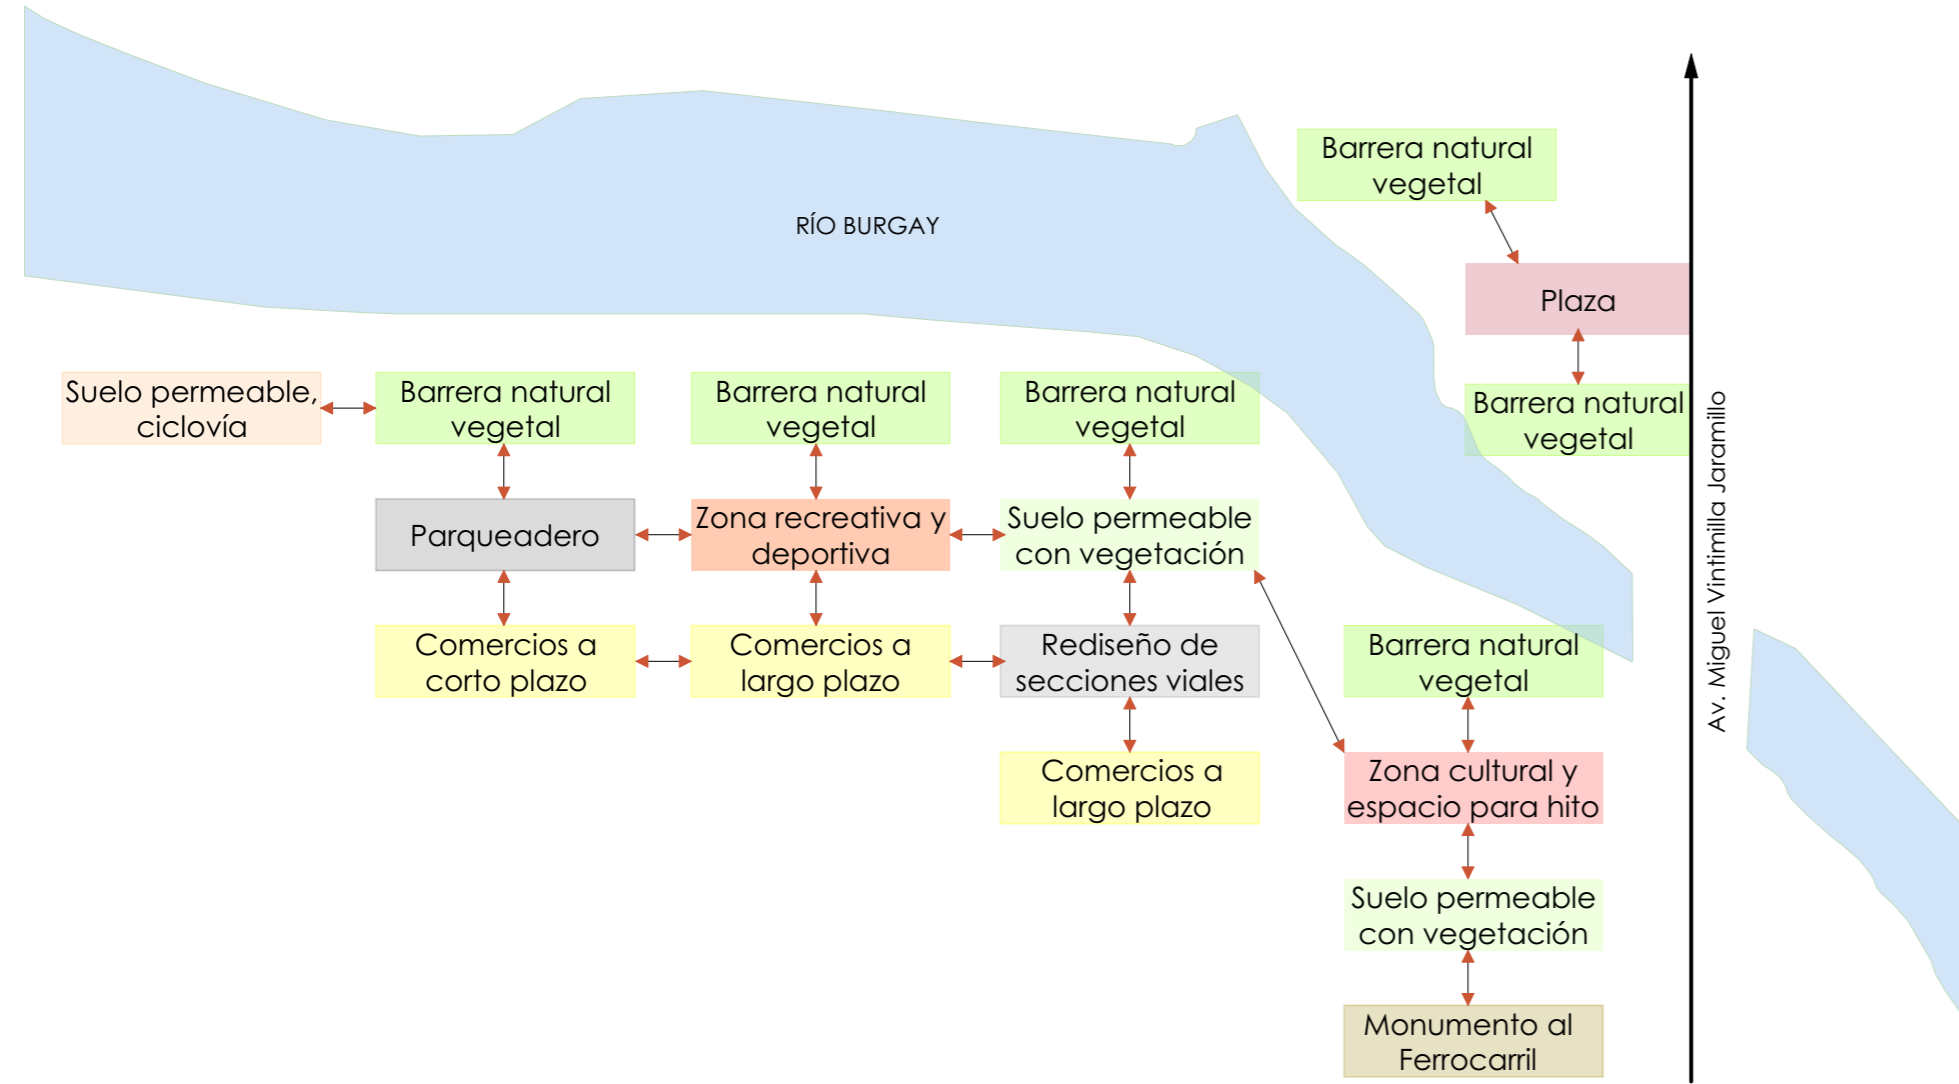 Barrera natural
vegetal
RÍO BURGAY
Plaza
Suelo permeable,
ciclovía
Barrera natural
vegetal
Barrera natural
vegetal
Barrera natural
vegetal
Barrera natural
vegetal
Av. Miguel Vintimilla Jaramillo
Parqueadero
Zona recreativa y
deportiva
Suelo permeable
con vegetación
Comercios a
corto plazo
Comercios a
largo plazo
Rediseño de
secciones viales
Barrera natural
vegetal
Comercios a
largo plazo
Zona cultural y
espacio para hito
Suelo permeable
con vegetación
Monumento al
Ferrocarril